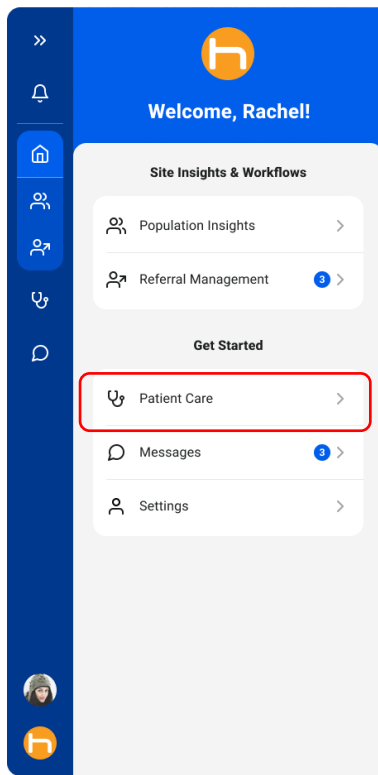 Welcome, Rachel!
Site Insights & Workflows
Population Insights
Referral Management 3
Get Started
Patient Care
Messages 3
Settings